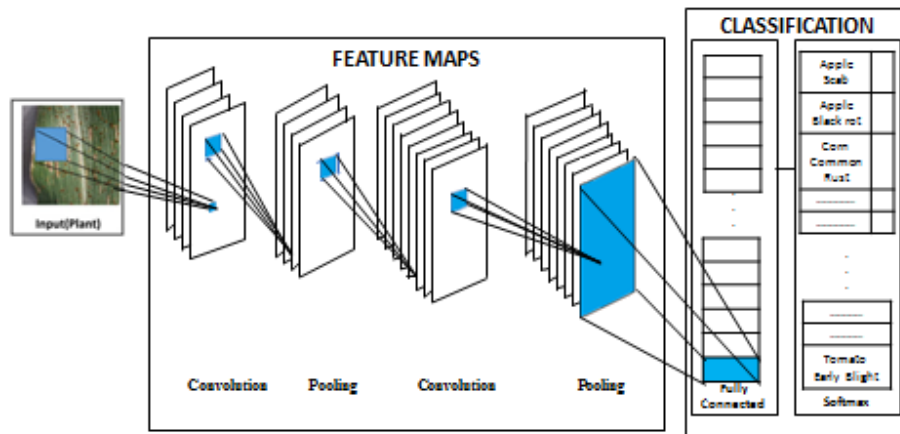 CLASSIFICATION
FEATURE MAPS
Input(Plant)
Convolution
Pooling
Convolution
Pooling
Fully
Connected
Apple
Scab
Apple
Black rot
Corn
Common
Rust
Tomato
Early Blight
Softmax